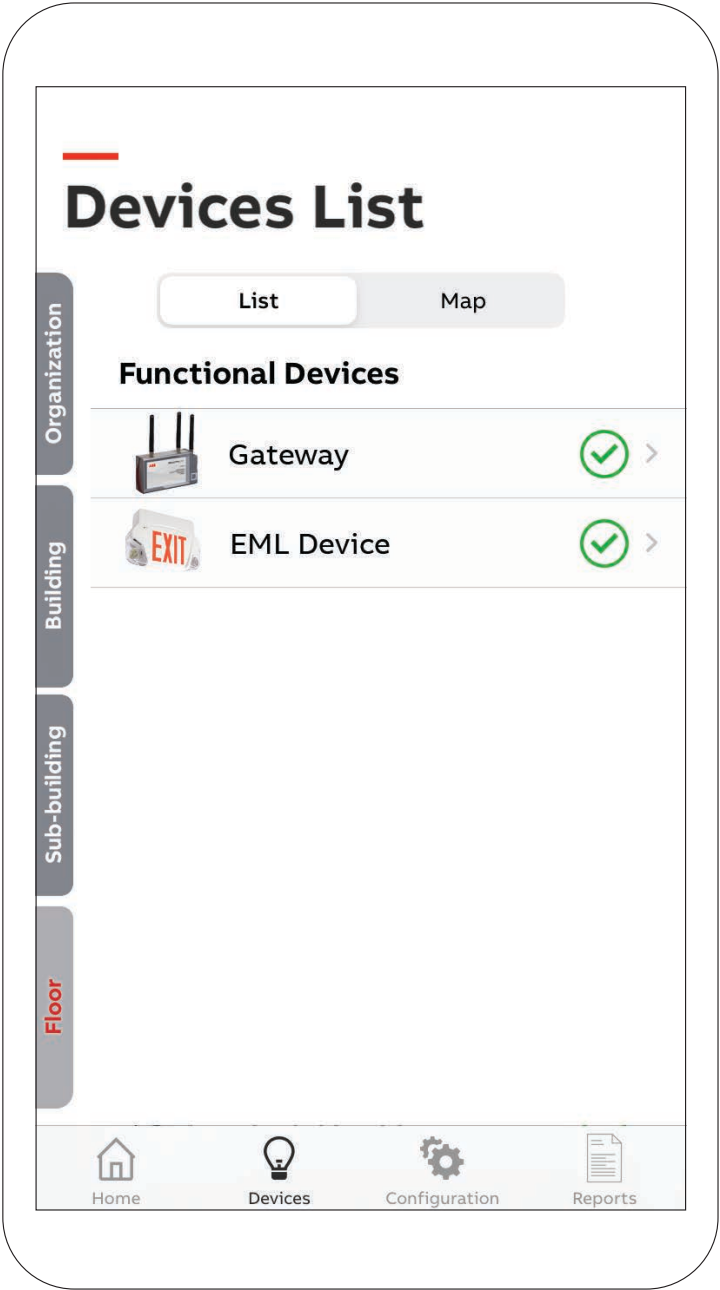 Devices List
List
Map
Organization
Functional Devices
Gateway
EXIT
EML Device
Building
Sub-building
Floor
Home
Devices
Configuration
Reports